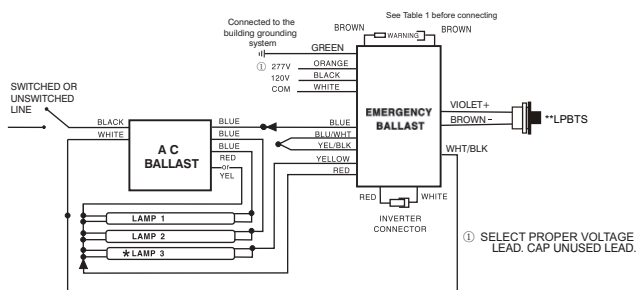 See Table 1 before connecting
Connected to the
building grounding
system
BROWN
WARNING
BROWN
GREEN
① 277V
ORANGE
120V
BLACK
COM
WHITE
SWITCHED OR
UNSWITCHED
LINE
BLACK
WHITE
A C
BALLAST
BLUE
BLUE
BLUE
RED
or
YEL
BLUE
BLU/WHT
YEL/BLK
YELLOW
RED
EMERGENCY
BALLAST
VIOLET+
BROWN-
**LPBTS
WHT/BLK
RED
WHITE
INVERTER
CONNECTOR
LAMP 1
LAMP 2
*LAMP 3
① SELECT PROPER VOLTAGE
LEAD. CAP UNUSED LEAD.